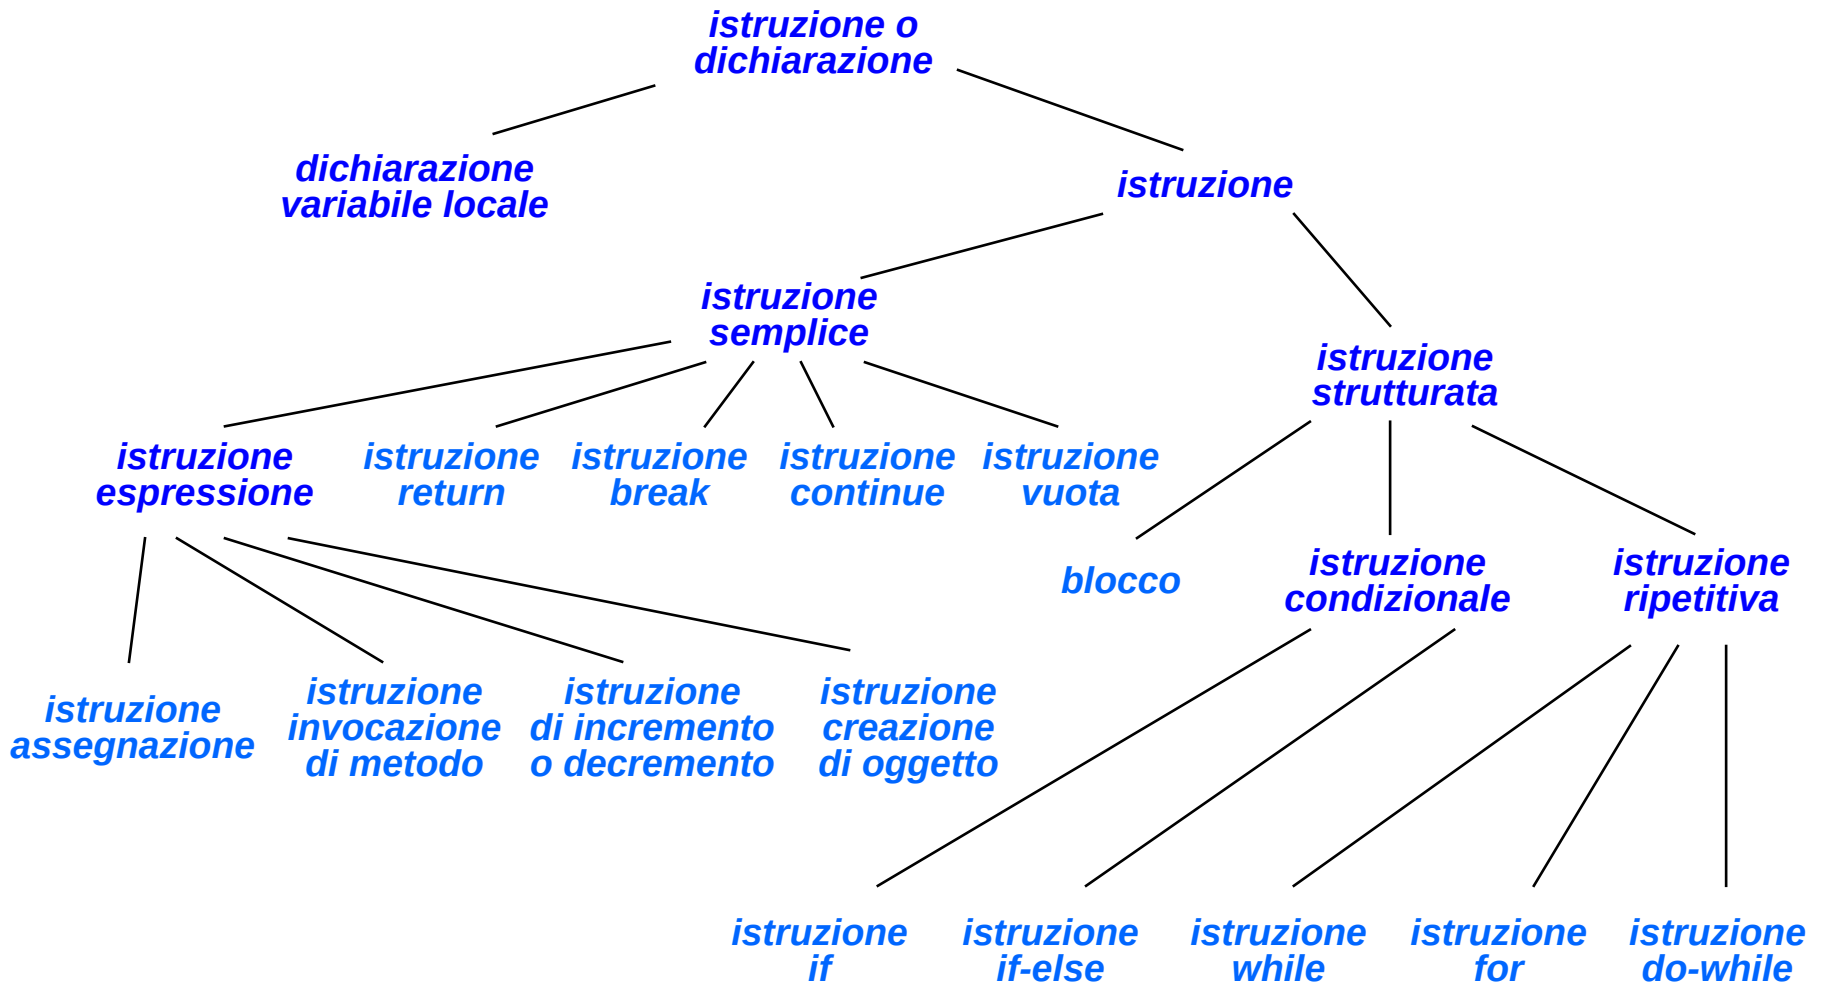 istruzione o
dichiarazione
dichiarazione
variabile locale
istruzione
istruzione
semplice
istruzione
strutturata
istruzione
espressione
istruzione
return
istruzione
break
istruzione
continue
istruzione
vuota
blocco
istruzione
condizionale
istruzione
ripetitiva
istruzione
assegnazione
istruzione
invocazione
di metodo
istruzione
di incremento
o decremento
istruzione
creazione
di oggetto
istruzione
if
istruzione
if-else
istruzione
while
istruzione
for
istruzione
do-while